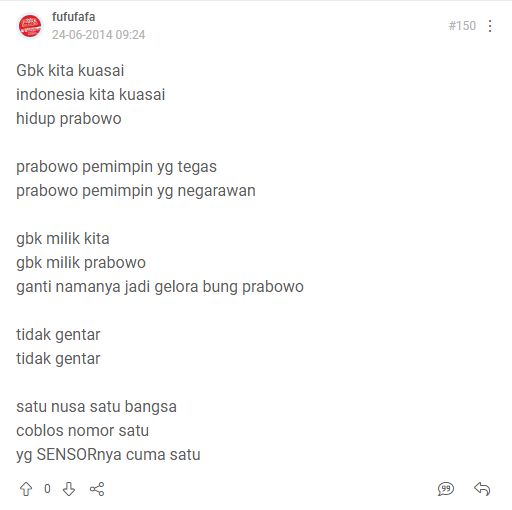 fufufafa
24-06-2014 09:24
#150
Gbk kita kuasai
indonesia kita kuasai
hidup prabowo
prabowo pemimpin yg tegas
prabowo pemimpin yg negarawan
gbk milik kita
gbk milik prabowo
ganti namanya jadi gelora bung prabowo
tidak gentar
tidak gentar
satu nusa satu bangsa
coblos nomor satu
yg SENSORnya cuma satu
0